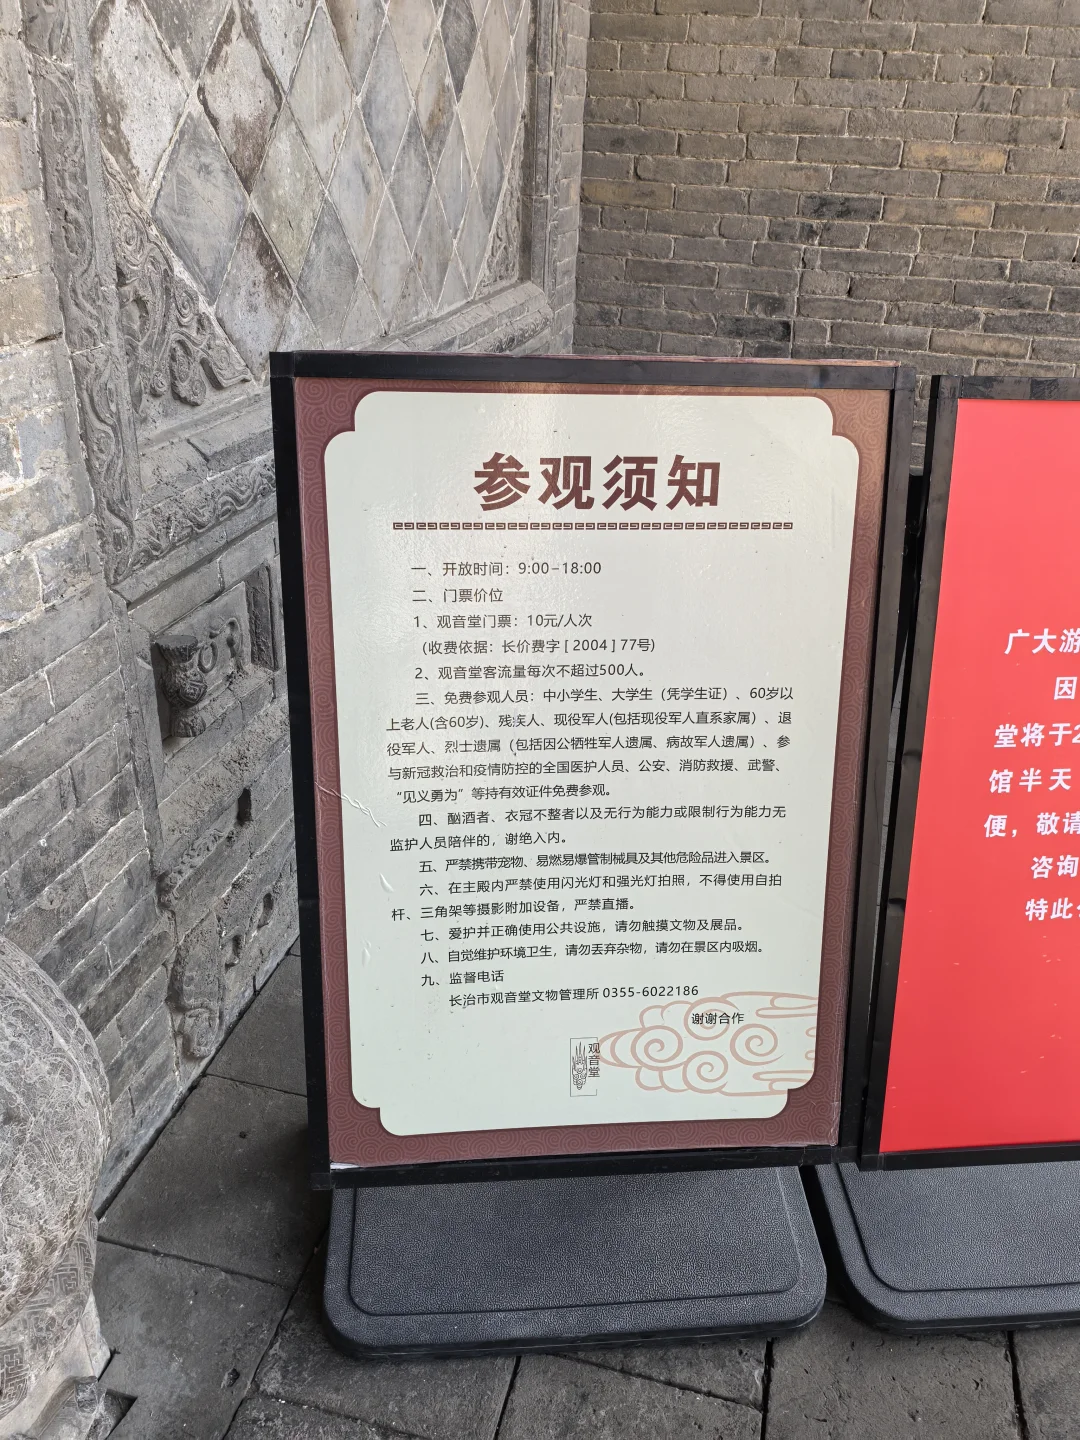 参观须知
一、开放时间：9:00-18:00
二、门票价位
1、观音堂门票：10元/人次
（收费依据：长价费字［2004］77号）
2、观音堂客流量每次不超过500人。
三、免费参观人员：中小学生、大学生（凭学生证）、60岁以
上老人(含60岁)、残疾人、现役军人(包括现役军人直系家属）、退
役军人、烈士遗属（包括因公牺牲军人遗属、病故军人遗属）、参
与新冠救治和疫情防控的全国医护人员、公安、消防救援、武警、
“见义勇为”等持有效证件免费参观。
四、酗酒者、衣冠不整者以及无行为能力或限制行为能力无
监护人员陪伴的，谢绝入内。
五、严禁携带宠物、易燃易爆管制械具及其他危险品进入景区。
六、在主殿内严禁使用闪光灯和强光灯拍照，不得使用自拍
杆、三角架等摄影附加设备，严禁直播。
七、爱护并正确使用公共设施，请勿触摸文物及展品。
八、自觉维护环境卫生，请勿丢弃杂物，请勿在景区内吸烟。
九、监督电话
长治市观音堂文物管理所 0355-6022186
谢谢合作
观音堂
广大游
因
堂将于2
馆半天
便，敬请
咨询
特此